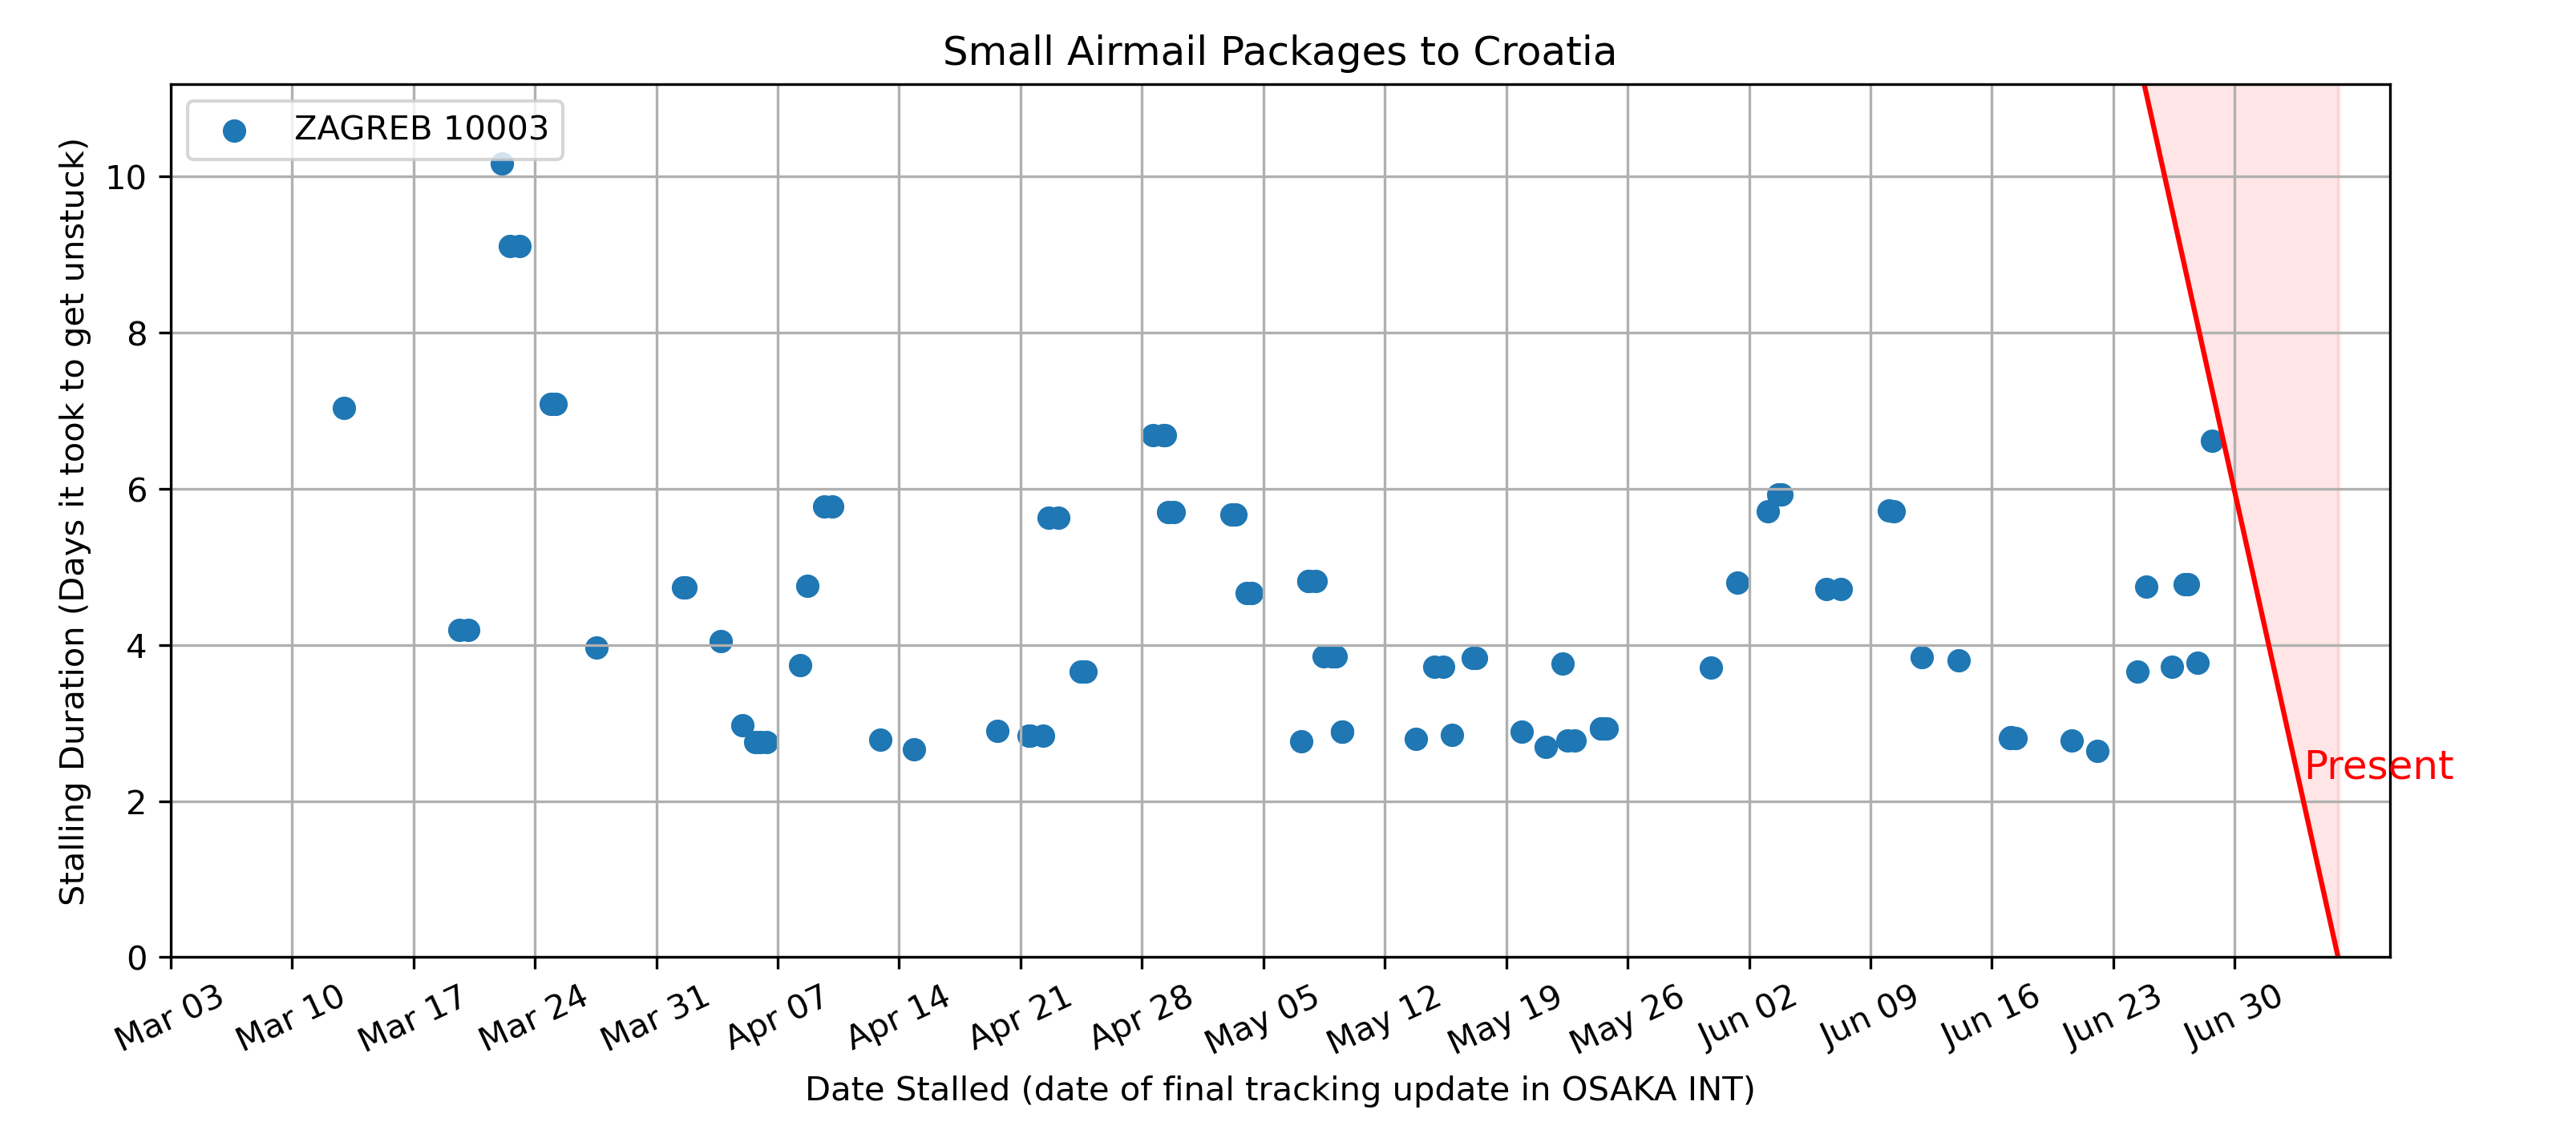 Small Airmail Packages to Croatia
ZAGREB 10003
Stalling Duration (Days it took to get unstuck)
10
8
6
4
2
0
Present
Mar 03
Mar 10
Mar 17
Mar 24
Mar 31
Apr 07
Apr 14
Apr 21
Apr 28
May 05
May 12
May 19
May 26
Jun 02
Jun 09
Jun 16
Jun 23
Jun 30
Date Stalled (date of final tracking update in OSAKA INT)